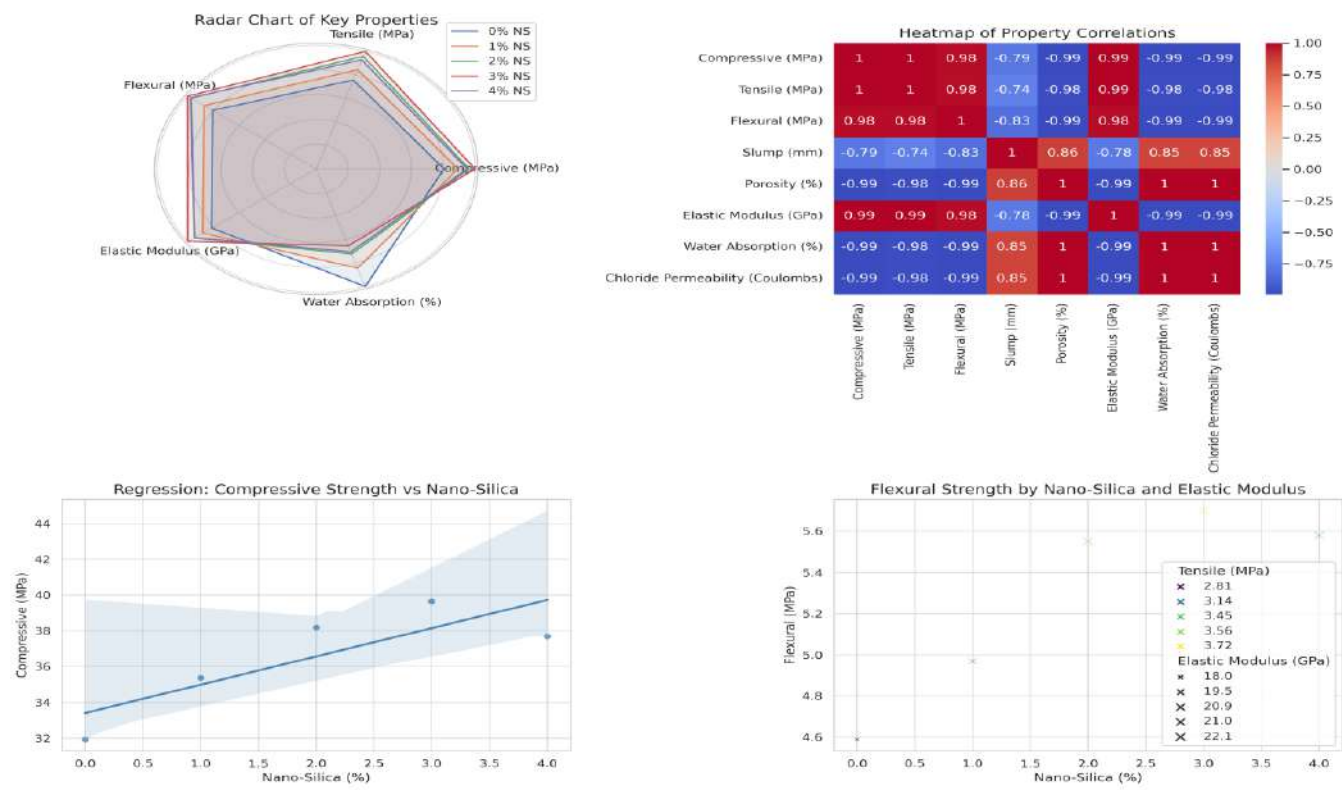 Radar Chart of Key Properties
Tensile (MPa)
0% NS
1% NS
2% NS
3% NS
4% NS
Flexural (MPa)
Compressive (MPa)
Elastic Modulus (GPa)
Water Absorption (%)
Heatmap of Property Correlations
Compressive (MPa) 1 1 0.98 -0.79 -0.99 0.99 -0.99 -0.99
Tensile (MPa) 1 1 0.98 -0.74 -0.98 0.99 -0.98 -0.98
Flexural (MPa) 0.98 0.98 1 -0.83 -0.99 0.98 -0.99 -0.99
Slump (mm) -0.79 -0.74 -0.83 1 0.86 -0.78 0.85 0.85
Porosity (%) -0.99 -0.98 -0.99 0.86 1 -0.99 1 1
Elastic Modulus (GPa) 0.99 0.99 0.98 -0.78 -0.99 1 -0.99 -0.99
Water Absorption (%) -0.99 -0.98 -0.99 0.85 1 -0.99 1 1
Chloride Permeability (Coulombs) -0.99 -0.98 -0.99 0.85 1 -0.99 1 1
Compressive (MPa)
Tensile (MPa)
Flexural (MPa)
Slump (mm)
Porosity (%)
Elastic Modulus (GPa)
Water Absorption (%)
Chloride Permeability (Coulombs)
1.00
0.75
0.50
0.25
0.00
-0.25
-0.50
-0.75
Regression: Compressive Strength vs Nano-Silica
Compressive (MPa)
44
42
40
38
36
34
32
0.0 0.5 1.0 1.5 2.0 2.5 3.0 3.5 4.0
Nano-Silica (%)
Flexural Strength by Nano-Silica and Elastic Modulus
Flexural (MPa)
5.6
5.4
5.2
5.0
4.8
4.6
Tensile (MPa)
2.81
3.14
3.45
3.56
3.72
Elastic Modulus (GPa)
18.0
19.5
20.9
21.0
22.1
0.0 0.5 1.0 1.5 2.0 2.5 3.0 3.5 4.0
Nano-Silica (%)